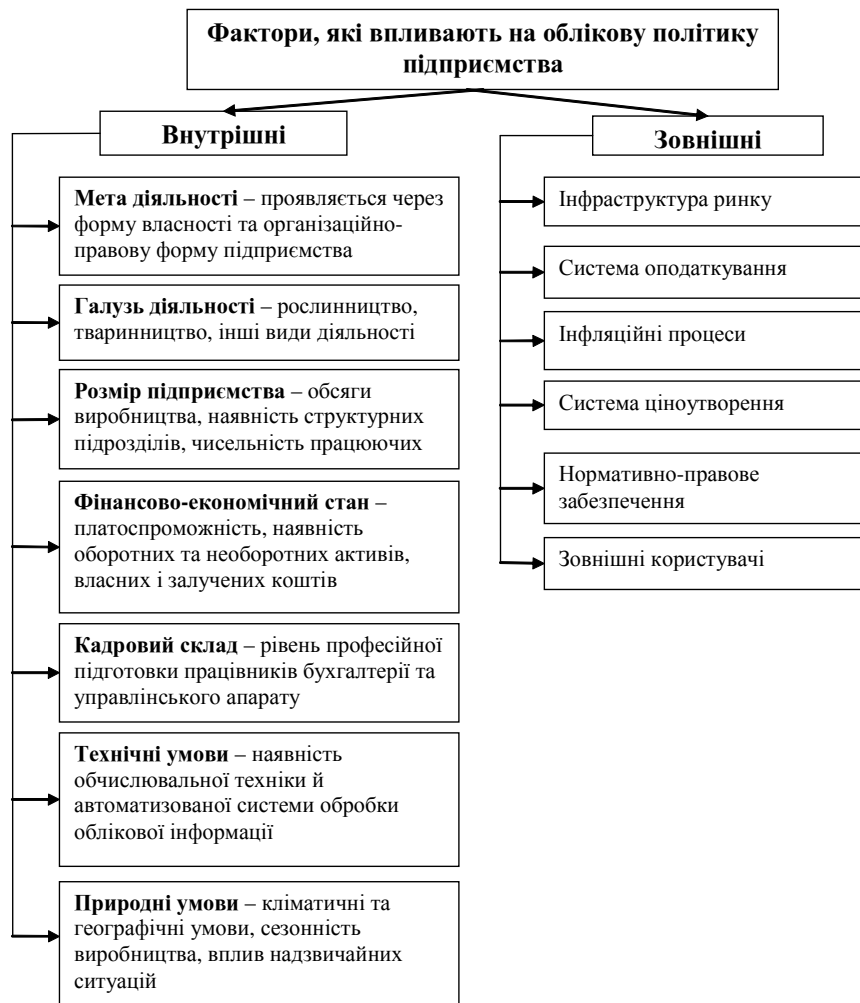 Фактори, які впливають на облікову політику
підприємства
Внутрішні
Мета діяльності – проявляється через
форму власності та організаційно-
правову форму підприємства
Галузь діяльності – рослинництво,
тваринництво, інші види діяльності
Розмір підприємства – обсяги
виробництва, наявність структурних
підрозділів, чисельність працюючих
Фінансово-економічний стан –
платоспроможність, наявність
оборотних та необоротних активів,
власних і залучених коштів
Кадровий склад – рівень професійної
підготовки працівників бухгалтерії та
управлінського апарату
Технічні умови – наявність
обчислювальної техніки й
автоматизованої системи обробки
облікової інформації
Природні умови – кліматичні та
географічні умови, сезонність
виробництва, вплив надзвичайних
ситуацій
Зовнішні
Інфраструктура ринку
Система оподаткування
Інфляційні процеси
Система ціноутворення
Нормативно-правове
забезпечення
Зовнішні користувачі